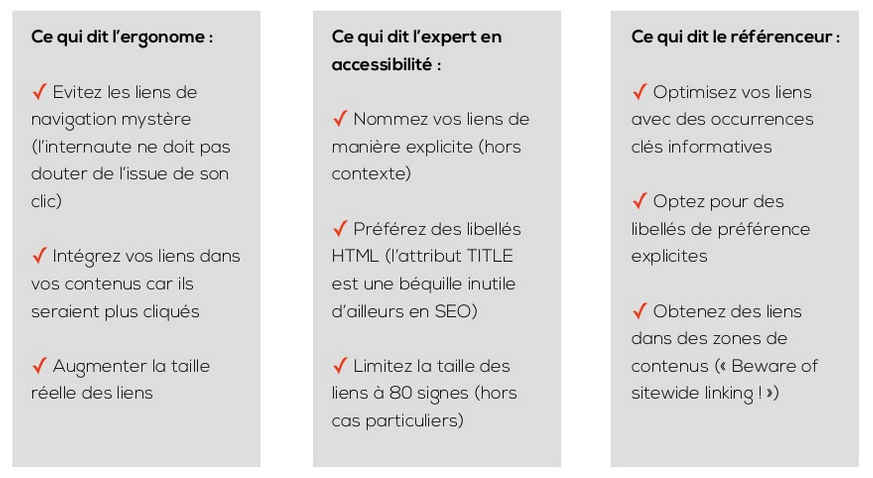 Ce qui dit l'ergonome :
✓ Evitez les liens de
navigation mystère
(l'internaute ne doit pas
douter de l'issue de son
clic)
✓ Intégrez vos liens dans
vos contenus car ils
seraient plus cliqués
✓ Augmenter la taille
réelle des liens
Ce qui dit l'expert en
accessibilité :
✓ Nommez vos liens de
manière explicite (hors
contexte)
✓ Préférez des libellés
HTML (l'attribut TITLE
est une béquille inutile
d'ailleurs en SEO)
✓ Limitez la taille des
liens à 80 signes (hors
cas particuliers)
Ce qui dit le référenceur :
✓ Optimisez vos liens
avec des occurrences
clés informatives
✓ Optez pour des
libellés de préférence
explicites
✓ Obtenez des liens
dans des zones de
contenus (« Beware of
sitewide linking ! »)